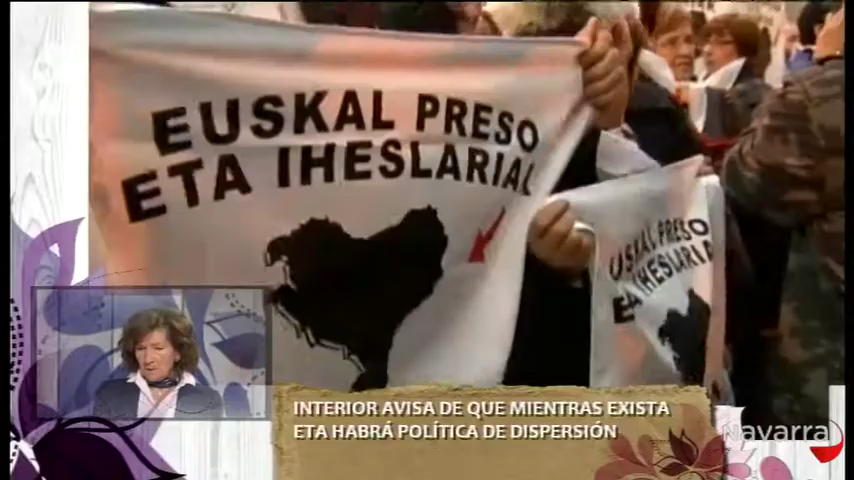 EUSKAL PRESO
ETA IHESLARIAK
EUSKAL PRESO
ETA IHESLARIA
INTERIOR AVISA DE QUE MIENTRAS EXISTA
ETA HABRÁ POLÍTICA DE DISPERSIÓN
Navarra